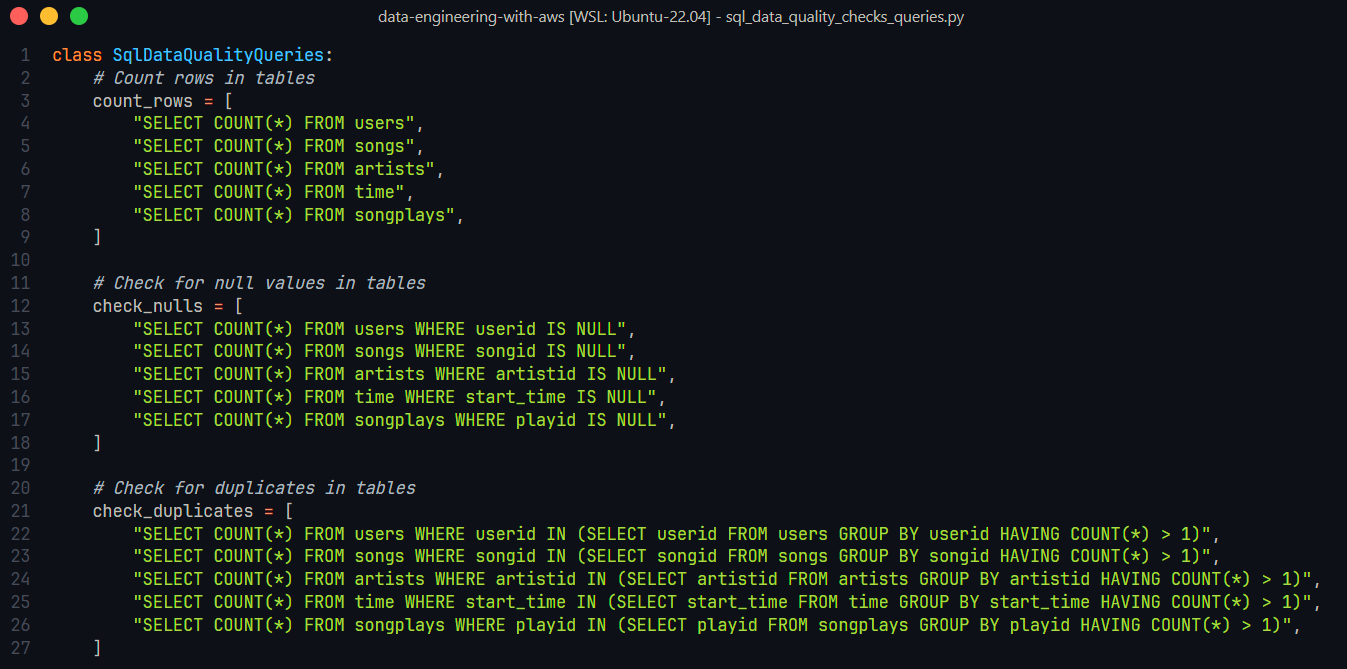 data-engineering-with-aws [WSL: Ubuntu-22.04] - sql_data_quality_checks_queries.py
1 class SqlDataQualityQueries:
2     # Count rows in tables
3     count_rows = [
4         "SELECT COUNT(*) FROM users",
5         "SELECT COUNT(*) FROM songs",
6         "SELECT COUNT(*) FROM artists",
7         "SELECT COUNT(*) FROM time",
8         "SELECT COUNT(*) FROM songplays",
9     ]
10
11     # Check for null values in tables
12     check_nulls = [
13         "SELECT COUNT(*) FROM users WHERE userid IS NULL",
14         "SELECT COUNT(*) FROM songs WHERE songid IS NULL",
15         "SELECT COUNT(*) FROM artists WHERE artistid IS NULL",
16         "SELECT COUNT(*) FROM time WHERE start_time IS NULL",
17         "SELECT COUNT(*) FROM songplays WHERE playid IS NULL",
18     ]
19
20     # Check for duplicates in tables
21     check_duplicates = [
22         "SELECT COUNT(*) FROM users WHERE userid IN (SELECT userid FROM users GROUP BY userid HAVING COUNT(*) > 1)",
23         "SELECT COUNT(*) FROM songs WHERE songid IN (SELECT songid FROM songs GROUP BY songid HAVING COUNT(*) > 1)",
24         "SELECT COUNT(*) FROM artists WHERE artistid IN (SELECT artistid FROM artists GROUP BY artistid HAVING COUNT(*) > 1)",
25         "SELECT COUNT(*) FROM time WHERE start_time IN (SELECT start_time FROM time GROUP BY start_time HAVING COUNT(*) > 1)",
26         "SELECT COUNT(*) FROM songplays WHERE playid IN (SELECT playid FROM songplays GROUP BY playid HAVING COUNT(*) > 1)",
27     ]